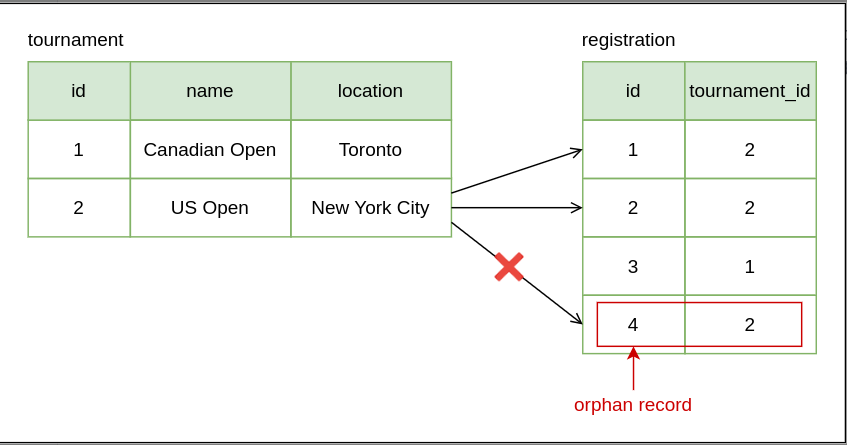 tournament
id name location
1 Canadian Open Toronto
2 US Open New York City
registration
id tournament_id
1 2
2 2
3 1
4 2
orphan record